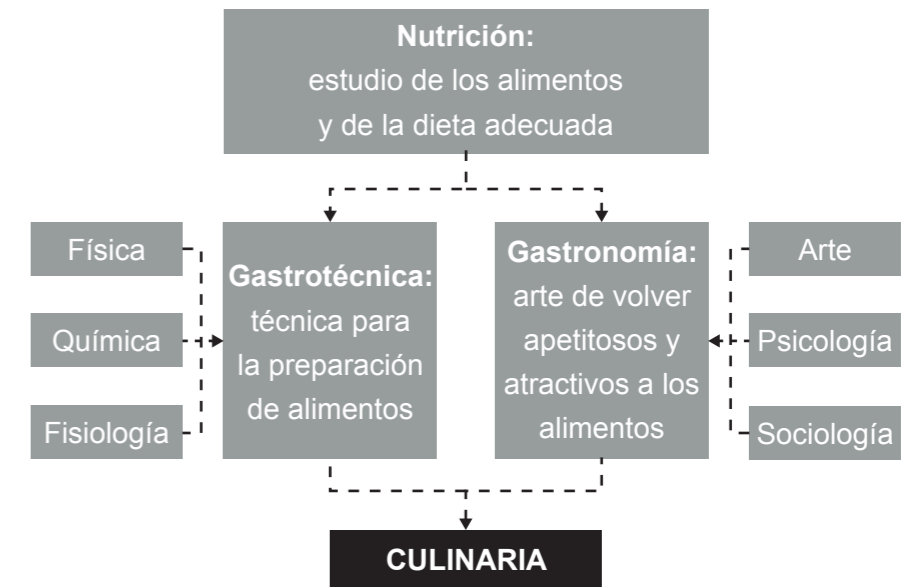 Nutrición:
estudio de los alimentos
y de la dieta adecuada
Física
Química
Fisiología
Gastrotécnica:
técnica para
la preparación
de alimentos
Gastronomía:
arte de volver
apetitosos y
atractivos a los
alimentos
Arte
Psicología
Sociología
CULINARIA